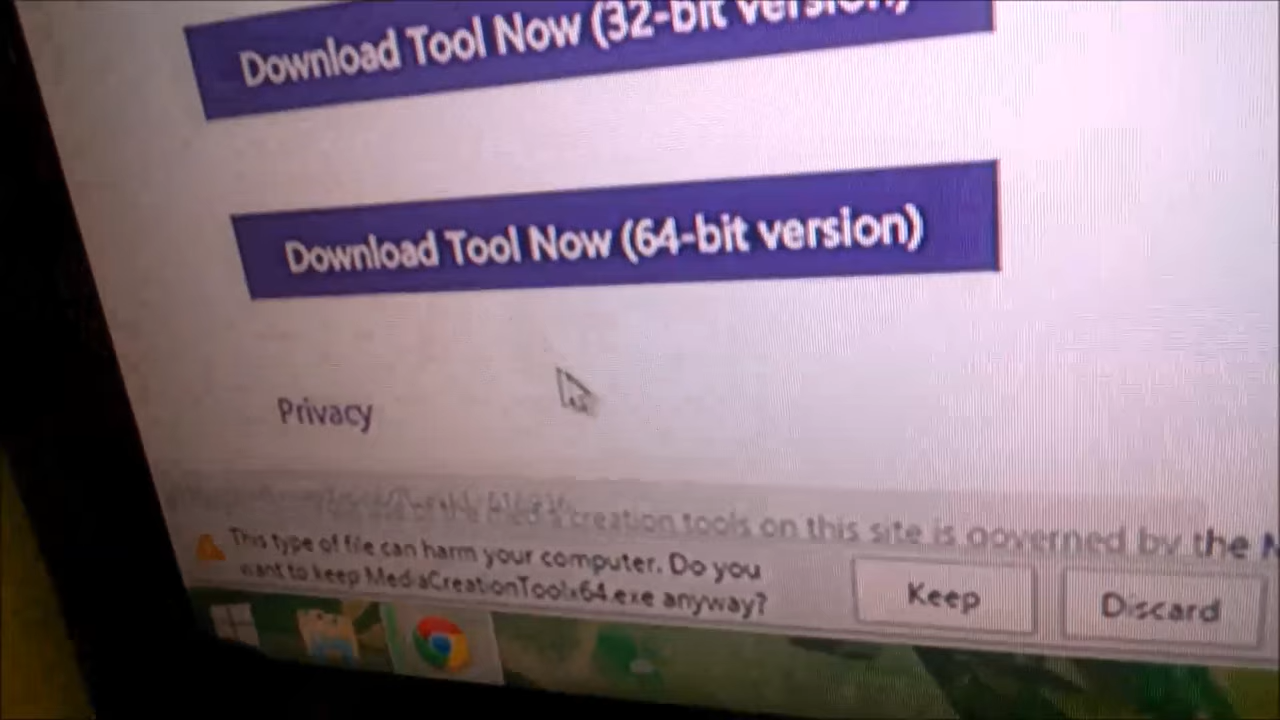 Download Tool Now (32-bit version)
Download Tool Now (64-bit version)
Privacy
creation tools on this site is governed by the
This type of file can harm your computer. Do you
want to keep MediaCreationToolx64.exe anyway?
Keep
Discard